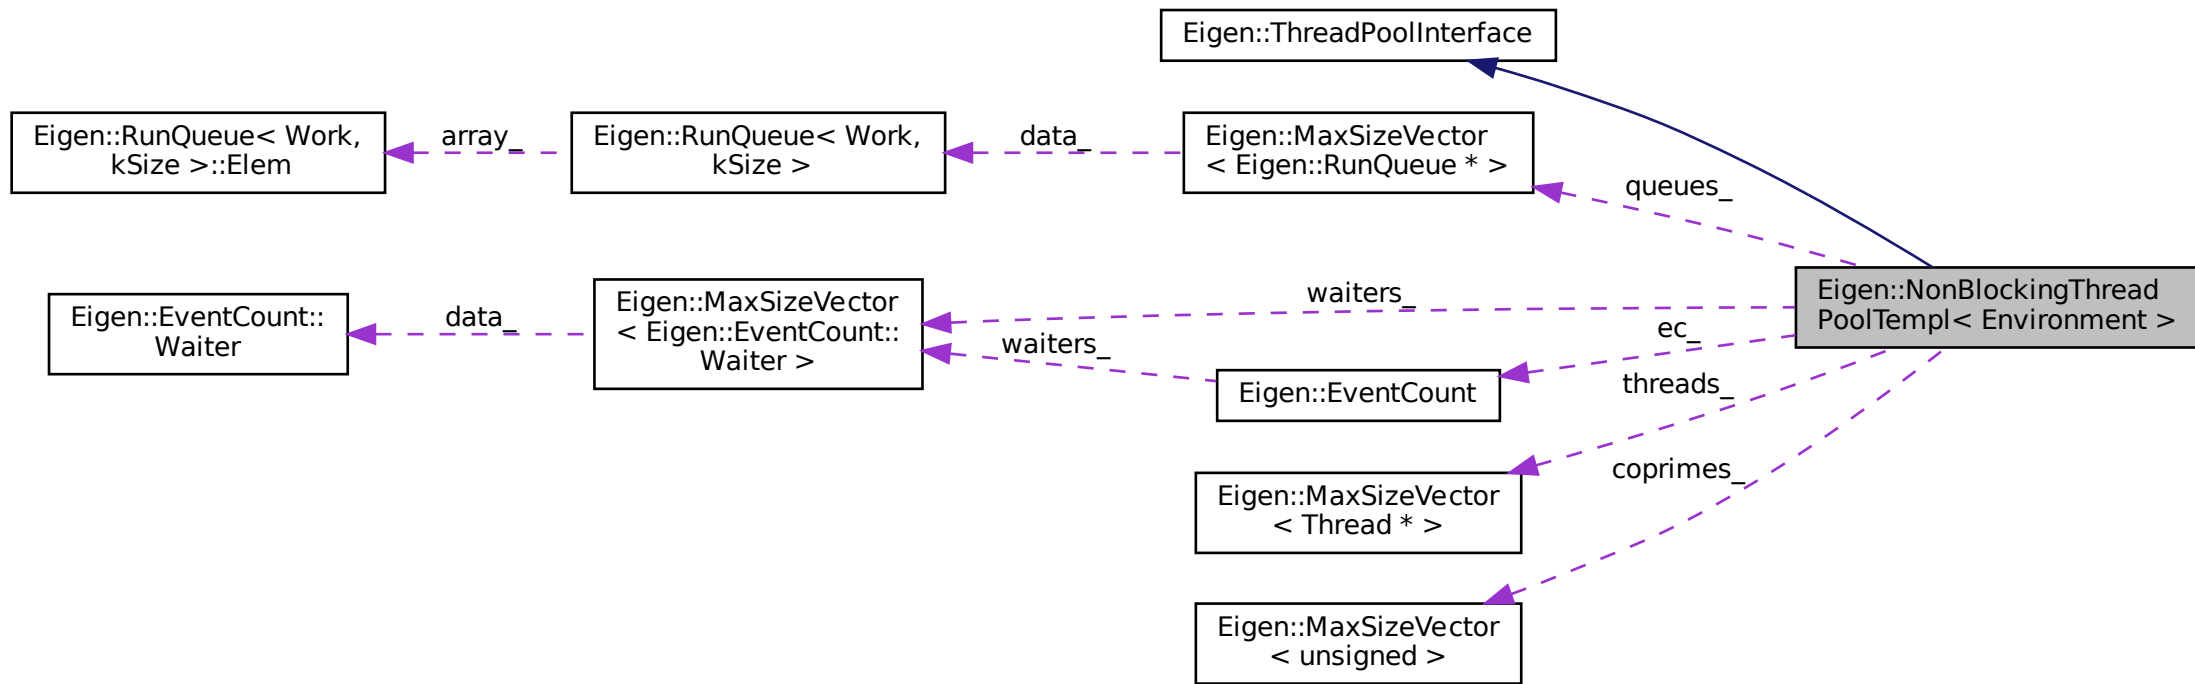 Eigen::ThreadPoolInterface
Eigen::RunQueue< Work,
kSize >::Elem
array_
Eigen::RunQueue< Work,
kSize >
data_
Eigen::MaxSizeVector
< Eigen::RunQueue * >
queues_
Eigen::NonBlockingThread
PoolTempl< Environment >
Eigen::EventCount::
Waiter
data_
Eigen::MaxSizeVector
< Eigen::EventCount::
Waiter >
waiters_
waiters_
ec_
Eigen::EventCount
threads_
Eigen::MaxSizeVector
< Thread * >
coprimes_
Eigen::MaxSizeVector
< unsigned >